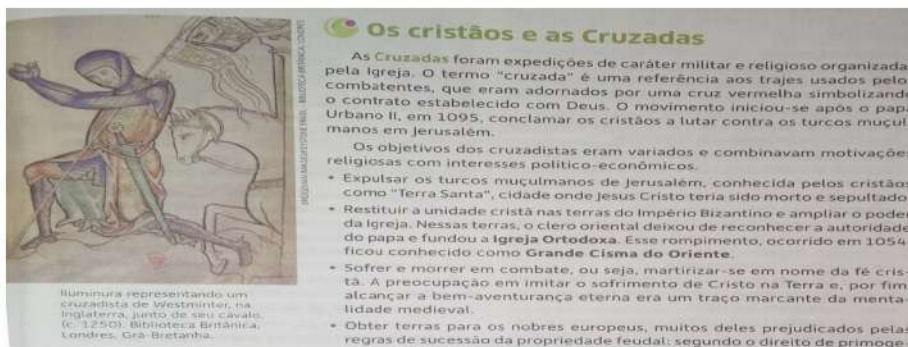 Os cristãos e as Cruzadas
As Cruzadas foram expedições de caráter militar e religioso organizada
pela Igreja. O termo "cruzada" é uma referência aos trajes usados pelo
combatentes, que eram adornados por uma cruz vermelha simbolizando
o contrato estabelecido com Deus. O movimento iniciou-se após o papa
Urbano II, em 1095, conclamar os cristãos a lutar contra os turcos muçul
manos em Jerusalém.
Os objetivos dos cruzadistas eram variados e combinavam motivações
religiosas com interesses político-econômicos.
• Expulsar os turcos muçulmanos de Jerusalém, conhecida pelos cristãos
como "Terra Santa", cidade onde Jesus Cristo teria sido morto e sepultado
• Restituir a unidade cristã nas terras do Império Bizantino e ampliar o poder
da Igreja. Nessas terras, o clero oriental deixou de reconhecer a autoridade
do papa e fundou a Igreja Ortodoxa. Esse rompimento, ocorrido em 1054
ficou conhecido como Grande Cisma do Oriente.
• Sofrer e morrer em combate, ou seja, martirizar-se em nome da fé cris-
tã. A preocupação em imitar o sofrimento de Cristo na Terra e, por fim
alcançar a bem-aventurança eterna era um traço marcante da menta-
lidade medieval.
• Obter terras para os nobres europeus, muitos deles prejudicados pelas
regras de sucessão da propriedade feudal: segundo o direito de primoge-
Iluminura representando um
cruzadista de Westminter, na
Inglaterra, junto de seu cavalo,
(c. 1250). Biblioteca Britânica,
Londres, Grã-Bretanha.